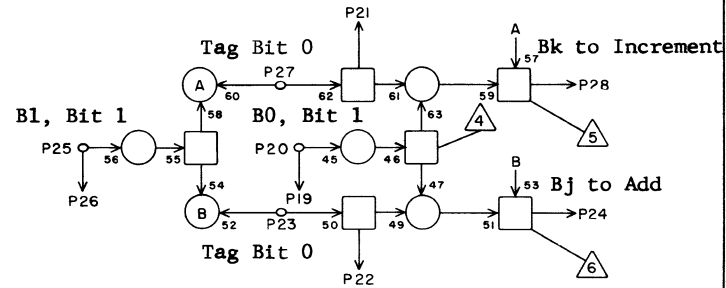 P21
A
Tag Bit 0
57
Bk to Increment
P27
A
60
62
61
59
P28
B1, Bit 1
58
B0, Bit 1
63
4
5
P25
56
55
P20
45
46
B
54
P19
47
53
Bj to Add
B
P24
52
P23
50
49
51
Tag Bit 0
6
P26
P22